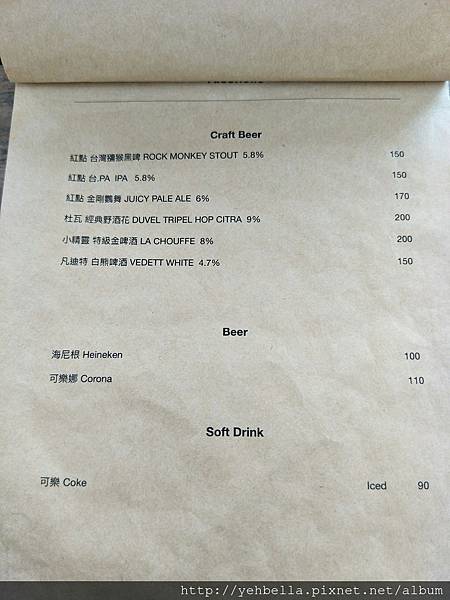 Craft Beer
紅點 台灣獼猴黑啤 ROCK MONKEY STOUT 5.8% 150
紅點 台.PA IPA 5.8% 150
紅點 金剛鸚舞 JUICY PALE ALE 6% 170
杜瓦 經典野酒花 DUVEL TRIPEL HOP CITRA 9% 200
小精靈 特級金啤酒 LA CHOUFFE 8% 200
凡迪特 白熊啤酒 VEDETT WHITE 4.7% 150
Beer
海尼根 Heineken 100
可樂娜 Corona 110
Soft Drink
可樂 Coke Iced 90
http://yehbella.pixnet.net/album